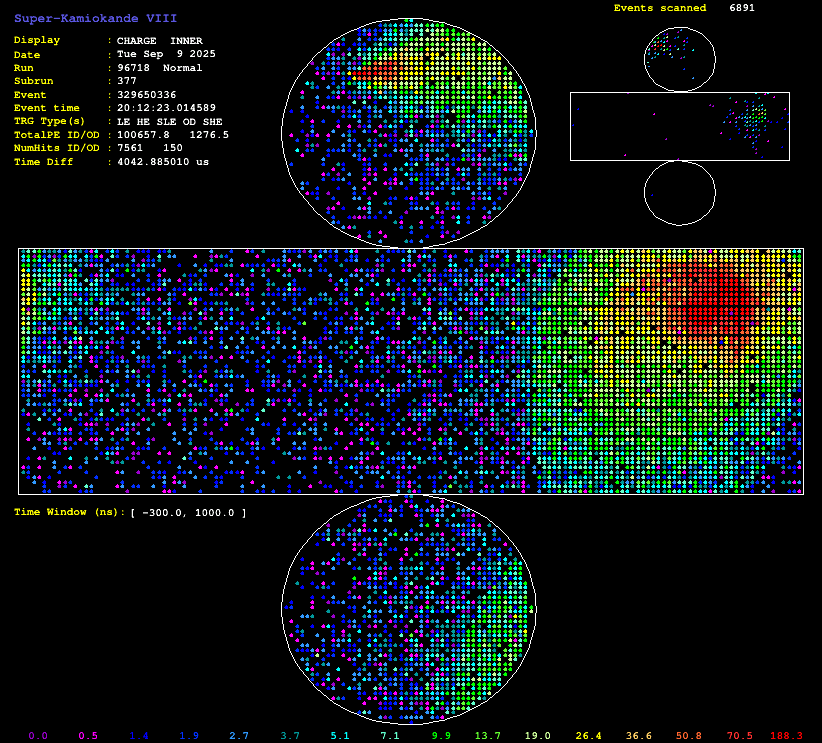 Super-Kamiokande VIII
Events scanned 6891
Display : CHARGE INNER
Date : Tue Sep 9 2025
Run : 96718 Normal
Subrun : 377
Event : 329650336
Event time : 20:12:23.014589
TRG Type(s) : LE HE SLE OD SHE
TotalPE ID/OD : 100657.8 1276.5
NumHits ID/OD : 7561 150
Time Diff : 4042.885010 us
Time Window (ns): [ -300.0, 1000.0 ]
0.0 0.5 1.4 1.9 2.7 3.7 5.1 7.1 9.9 13.7 19.0 26.4 36.6 50.8 70.5 188.3